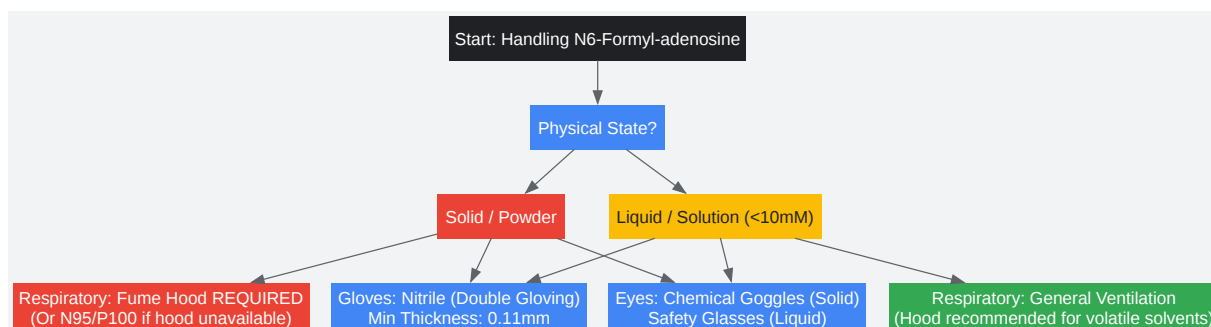 Start: Handling N6-Formyl-adenosine
Physical State?
Solid / Powder
Liquid / Solution (<10mM)
Respiratory: Fume Hood REQUIRED
(Or N95/P100 if hood unavailable)
Gloves: Nitrile (Double Gloving)
Min Thickness: 0.11mm
Eyes: Chemical Goggles (Solid)
Safety Glasses (Liquid)
Respiratory: General Ventilation
(Hood recommended for volatile solvents)